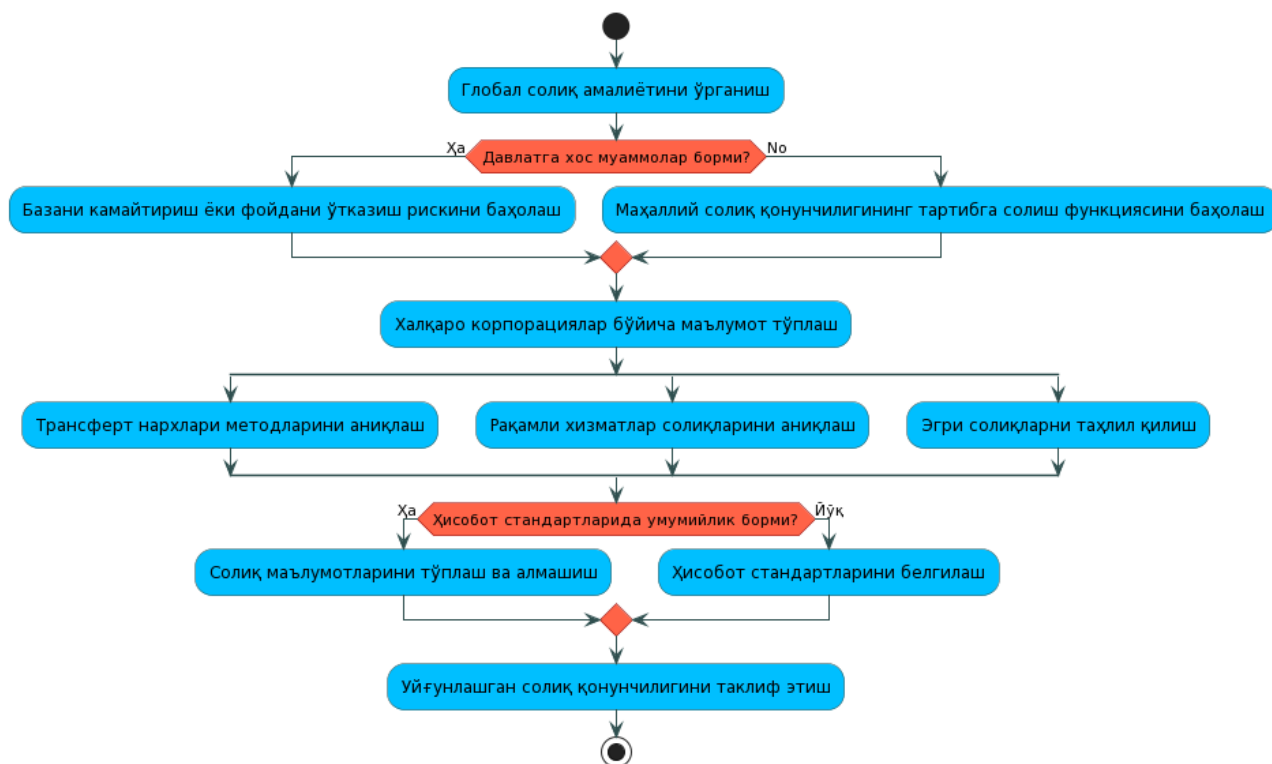 Глобал солиқ амалиётини ўрганиш
Ҳа
Давлатга хос муаммолар борми?
No
Базани камайтириш ёки фойдани ўтказиш рискини баҳолаш
Маҳаллий солиқ қонунчилигининг тартибга солиш функциясини баҳолаш
Халқаро корпорациялар бўйича маълумот тўплаш
Трансферт нархлари методларини аниқлаш
Рақамли хизматлар солиқларини аниқлаш
Эгри солиқларни таҳлил қилиш
Ҳа
Ҳисобот стандартларида умумийлик борми?
Йўқ
Солиқ маълумотларини тўплаш ва алмашиш
Ҳисобот стандартларини белгилаш
Уйғунлашган солиқ қонунчилигини таклиф этиш